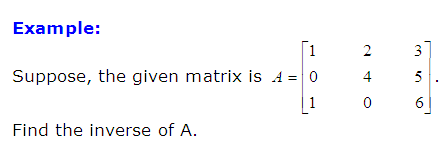 Example:
1 2 3
Suppose, the given matrix is A = 0 4 5 .
1 0 6
Find the inverse of A.